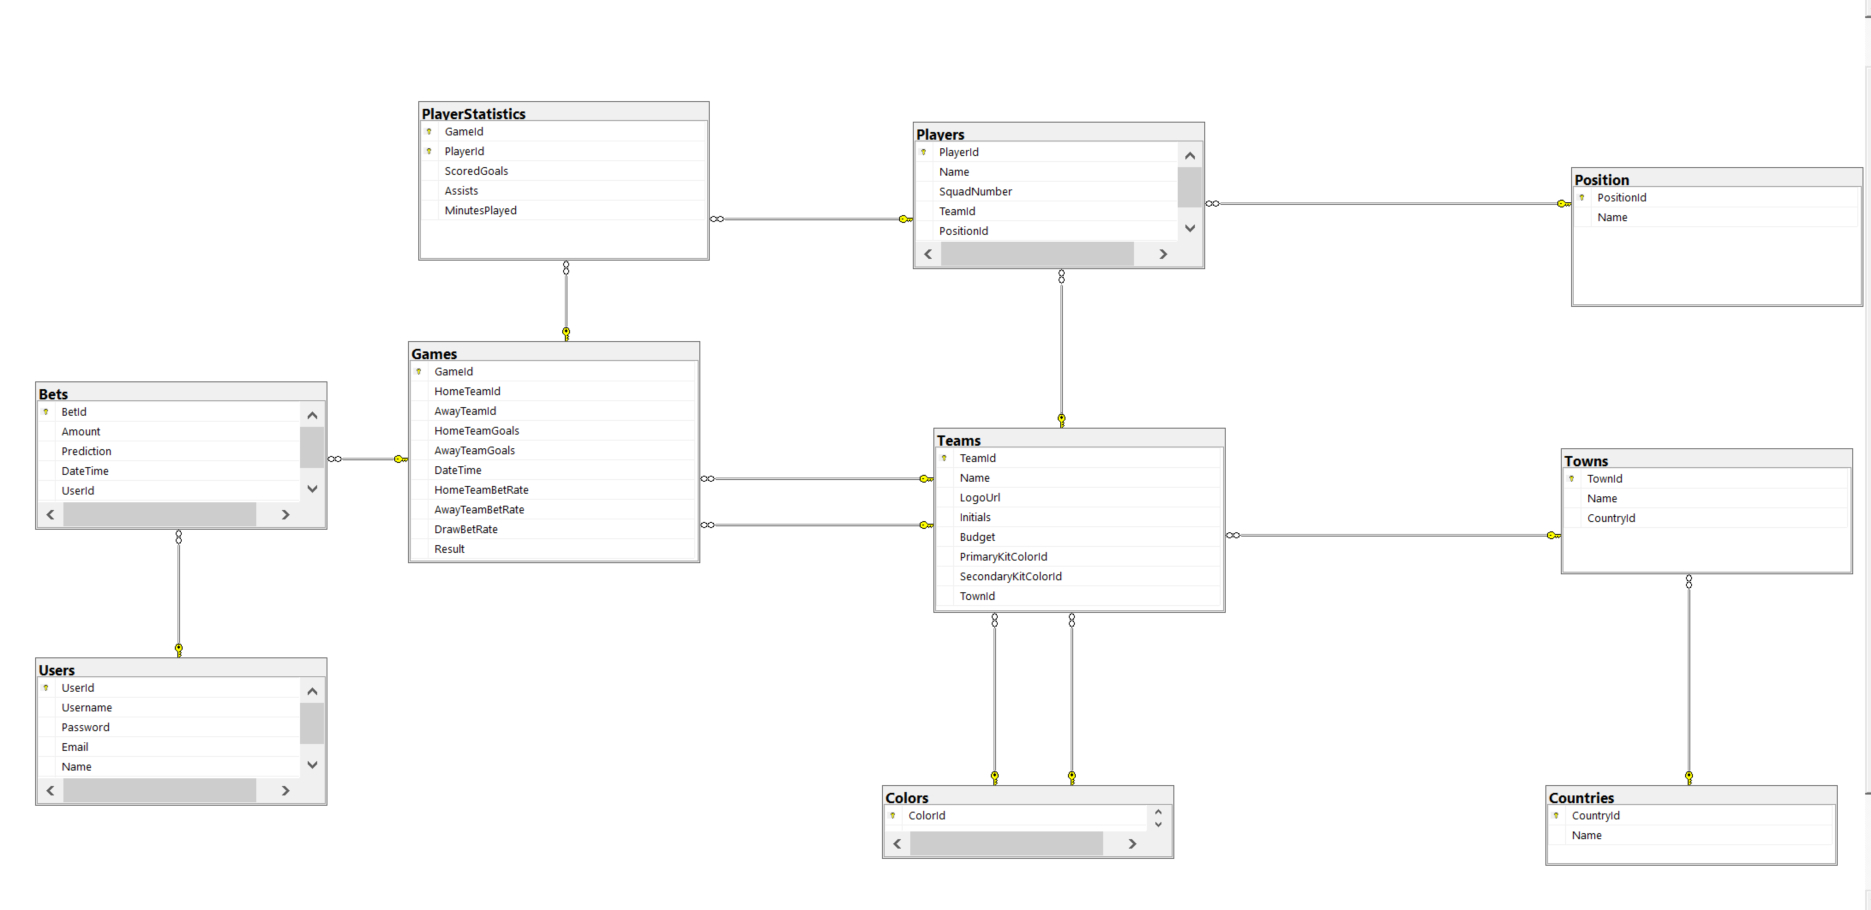 PlayerStatistics
GameId
PlayerId
ScoredGoals
Assists
MinutesPlayed
Players
PlayerId
Name
SquadNumber
TeamId
PositionId
Position
PositionId
Name
Games
GameId
HomeTeamId
AwayTeamId
HomeTeamGoals
AwayTeamGoals
DateTime
HomeTeamBetRate
AwayTeamBetRate
DrawBetRate
Result
Bets
BetId
Amount
Prediction
DateTime
UserId
Teams
TeamId
Name
LogoUrl
Initials
Budget
PrimaryKitColorId
SecondaryKitColorId
TownId
Towns
TownId
Name
CountryId
Users
UserId
Username
Password
Email
Name
Colors
ColorId
Countries
CountryId
Name